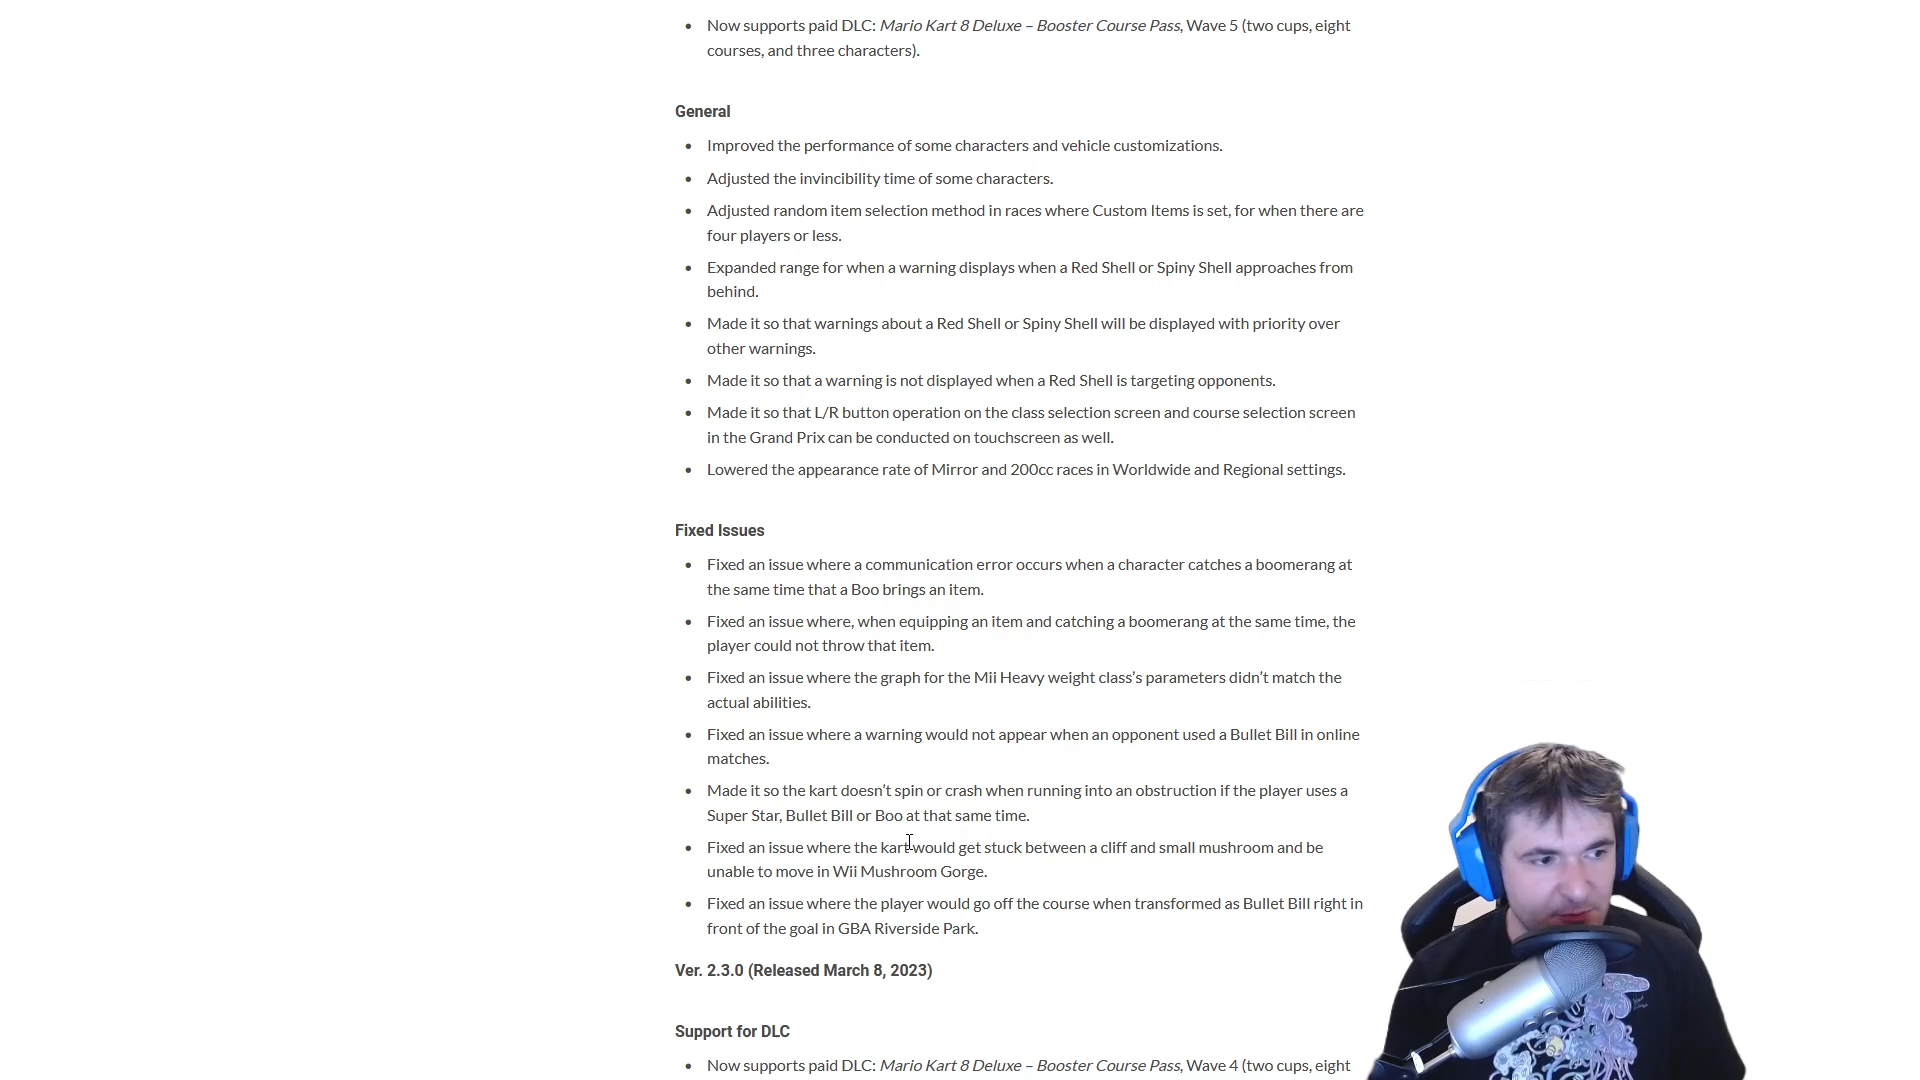 Now supports paid DLC: Mario Kart 8 Deluxe – Booster Course Pass, Wave 5 (two cups, eight
courses, and three characters).
General
Improved the performance of some characters and vehicle customizations.
Adjusted the invincibility time of some characters.
Adjusted random item selection method in races where Custom Items is set, for when there are
four players or less.
Expanded range for when a warning displays when a Red Shell or Spiny Shell approaches from
behind.
Made it so that warnings about a Red Shell or Spiny Shell will be displayed with priority over
other warnings.
Made it so that a warning is not displayed when a Red Shell is targeting opponents.
Made it so that L/R button operation on the class selection screen and course selection screen
in the Grand Prix can be conducted on touchscreen as well.
Lowered the appearance rate of Mirror and 200cc races in Worldwide and Regional settings.
Fixed Issues
Fixed an issue where a communication error occurs when a character catches a boomerang at
the same time that a Boo brings an item.
Fixed an issue where, when equipping an item and catching a boomerang at the same time, the
player could not throw that item.
Fixed an issue where the graph for the Mii Heavy weight class’s parameters didn’t match the
actual abilities.
Fixed an issue where a warning would not appear when an opponent used a Bullet Bill in online
matches.
Made it so the kart doesn’t spin or crash when running into an obstruction if the player uses a
Super Star, Bullet Bill or Boo at that same time.
Fixed an issue where the kart would get stuck between a cliff and small mushroom and be
unable to move in Wii Mushroom Gorge.
Fixed an issue where the player would go off the course when transformed as Bullet Bill right in
front of the goal in GBA Riverside Park.
Ver. 2.3.0 (Released March 8, 2023)
Support for DLC
Now supports paid DLC: Mario Kart 8 Deluxe – Booster Course Pass, Wave 4 (two cups, eight